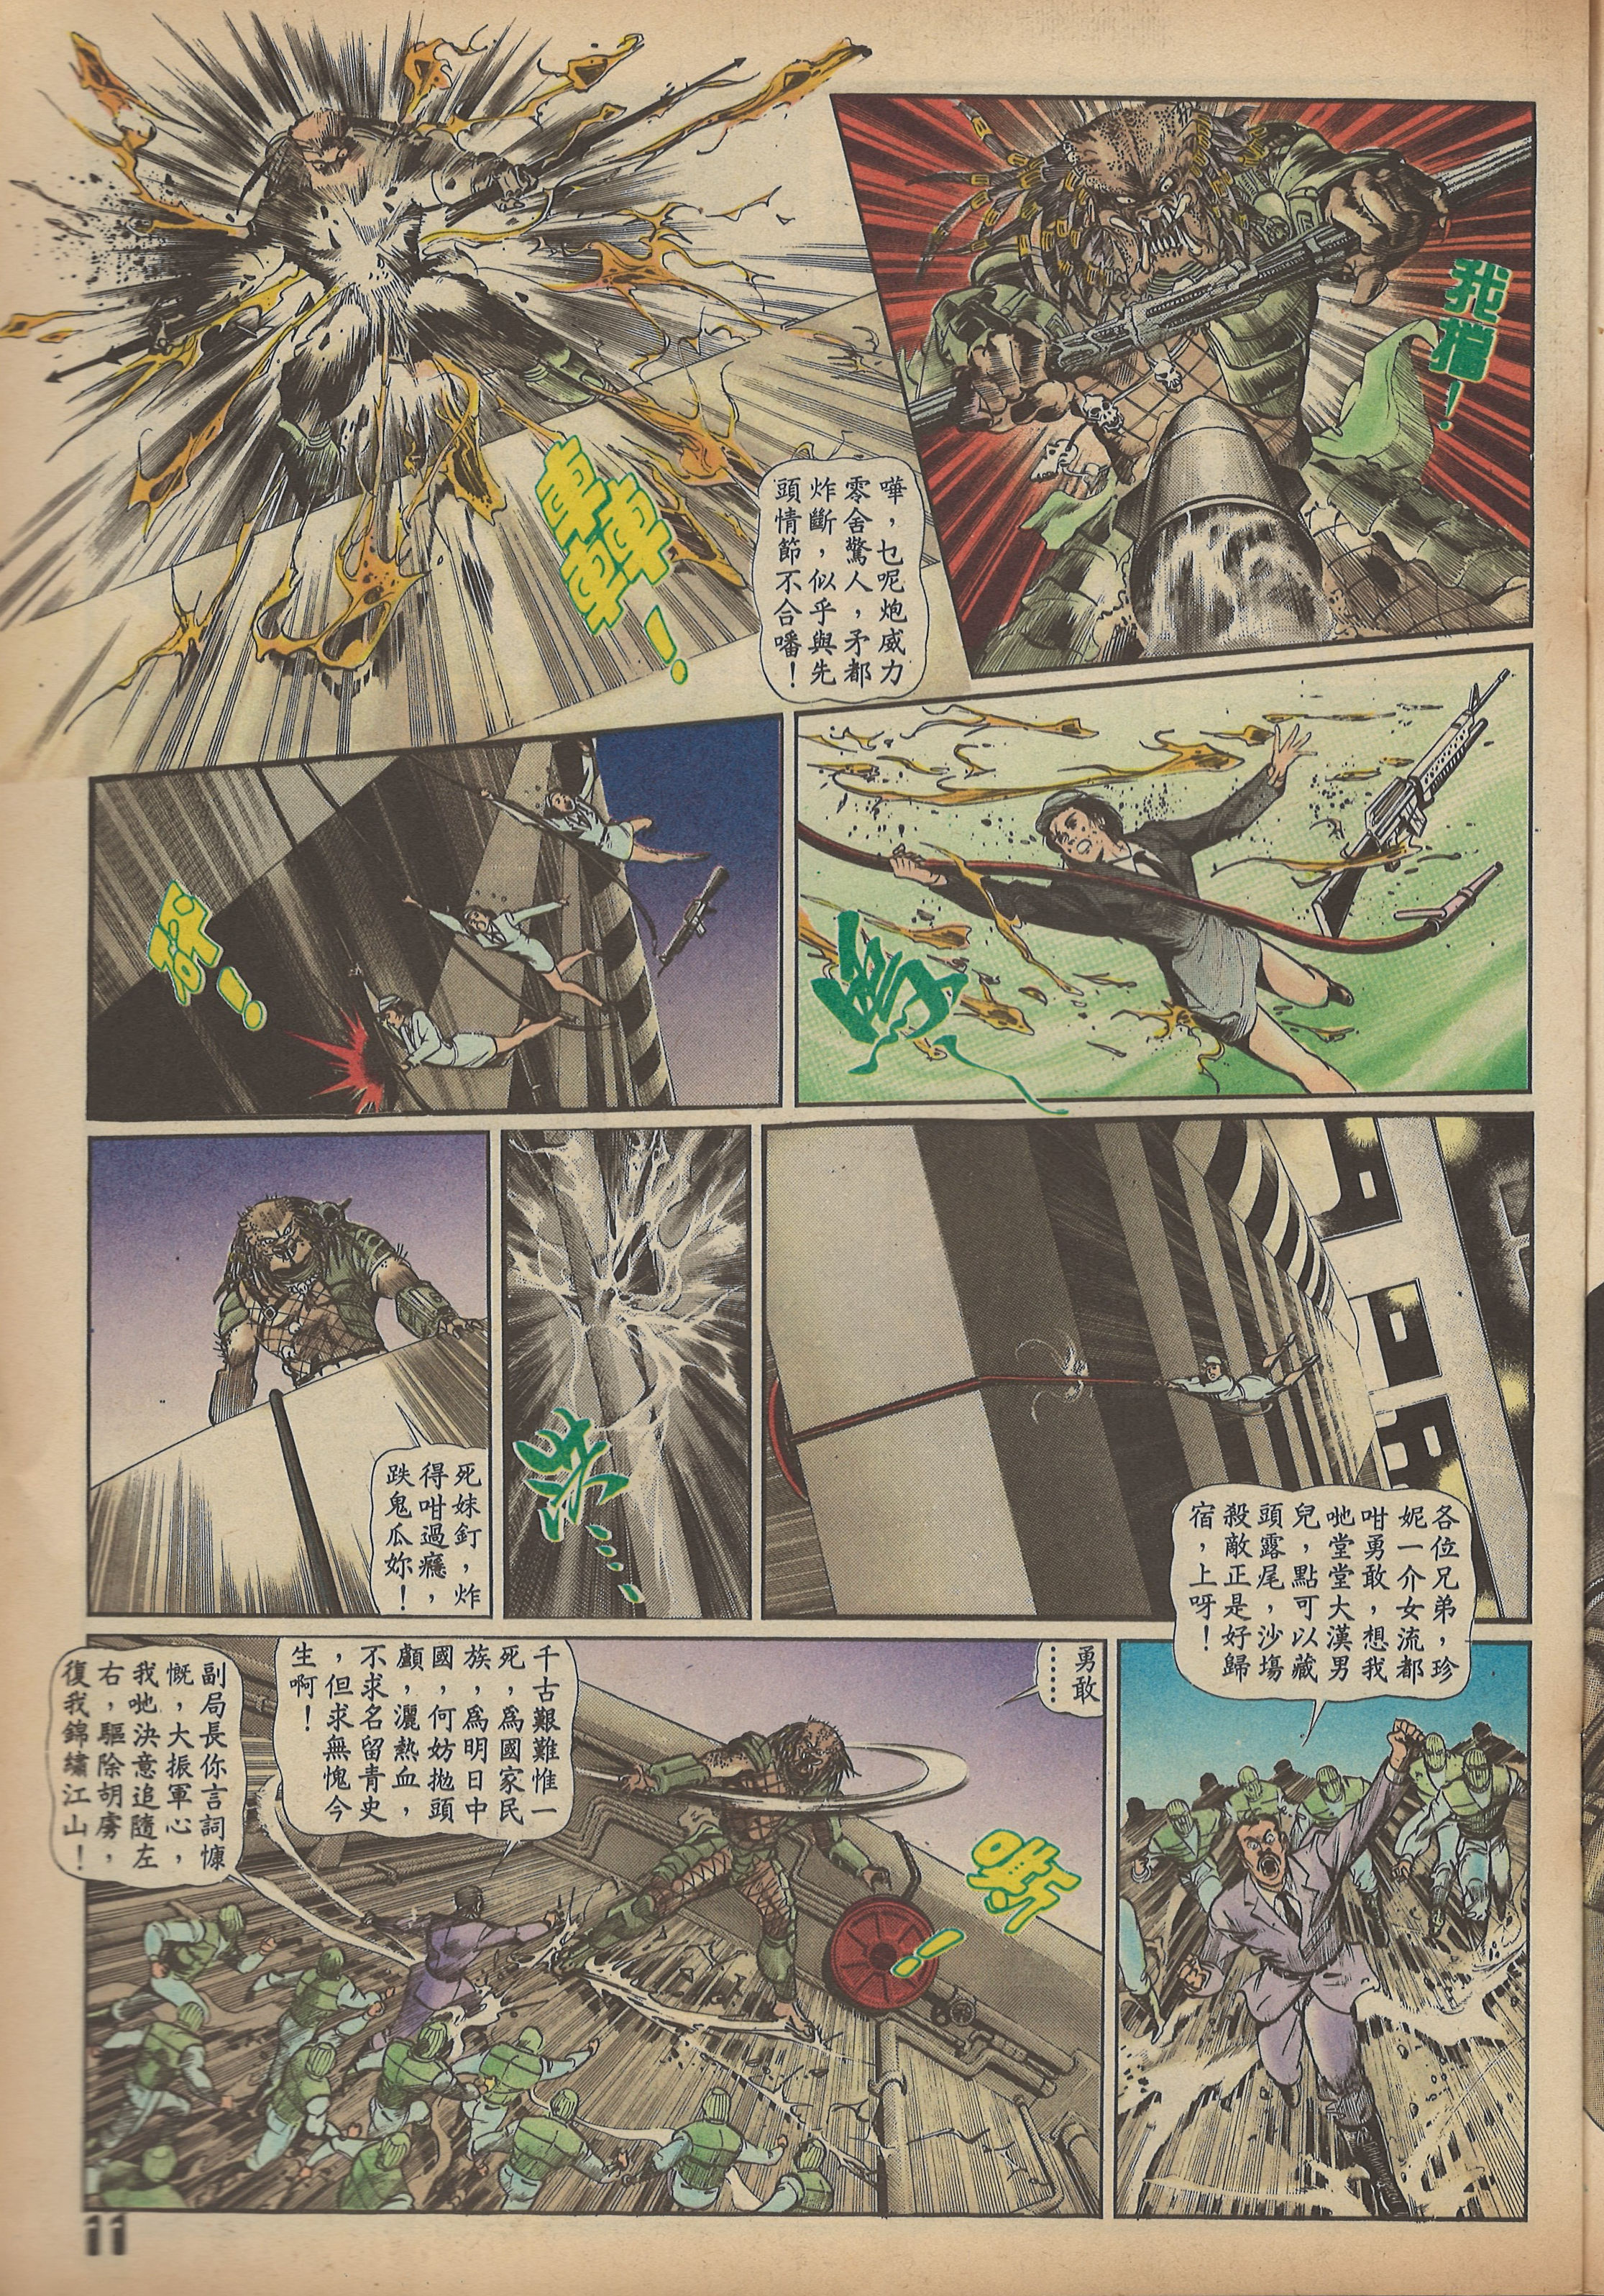 我擋！
嘩，乜呢炮威力
零舍驚人，矛都
炸斷，似乎與先
頭情節不合噃！
轟！
死妹釘，炸
得咁過癮，
跌鬼瓜妳！
各位兄弟，珍
妮一介女流都
咁勇敢，想我
哋堂堂大漢男
兒，點可以藏
頭露尾，沙場
殺敵正是好歸
宿，上呀！
勇敢
……
千古艱難惟一
死，為國家民
族，為明日中
國，何妨拋頭
顱，灑熱血，
不求名留青史
，但求無愧今
生啊！
副局長你言詞慷
慨，大振軍心，
我哋決意追隨左
右，驅除胡虜，
復我錦繡江山！
嘶！
11